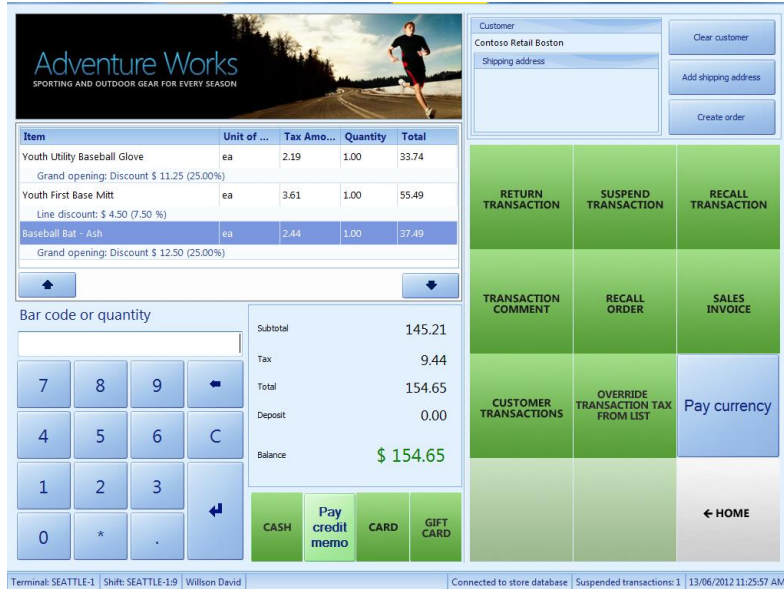 Adventure Works
SPORTING AND OUTDOOR GEAR FOR EVERY SEASON
Customer
Contoso Retail Boston
Shipping address
Clear customer
Add shipping address
Create order
Item Unit of ... Tax Amo... Quantity Total
Youth Utility Baseball Glove ea 2.19 1.00 33.74
Grand opening: Discount $ 11.25 (25.00%)
Youth First Base Mitt ea 3.61 1.00 55.49
Line discount: $ 4.50 (7.50 %)
Baseball Bat - Ash ea 2.44 1.00 37.49
Grand opening: Discount $ 12.50 (25.00%)
RETURN
TRANSACTION
SUSPEND
TRANSACTION
RECALL
TRANSACTION
TRANSACTION
COMMENT
RECALL
ORDER
SALES
INVOICE
CUSTOMER
TRANSACTIONS
OVERRIDE
TRANSACTION TAX
FROM LIST
Pay currency
← HOME
Bar code or quantity
7 8 9
4 5 6 C
1 2 3
0 * .
Subtotal 145.21
Tax 9.44
Total 154.65
Deposit 0.00
Balance $ 154.65
CASH
Pay
credit
memo
CARD
GIFT
CARD
Terminal: SEATTLE-1 Shift: SEATTLE-1:9 Willson David Connected to store database Suspended transactions: 1 13/06/2012 11:25:57 AM